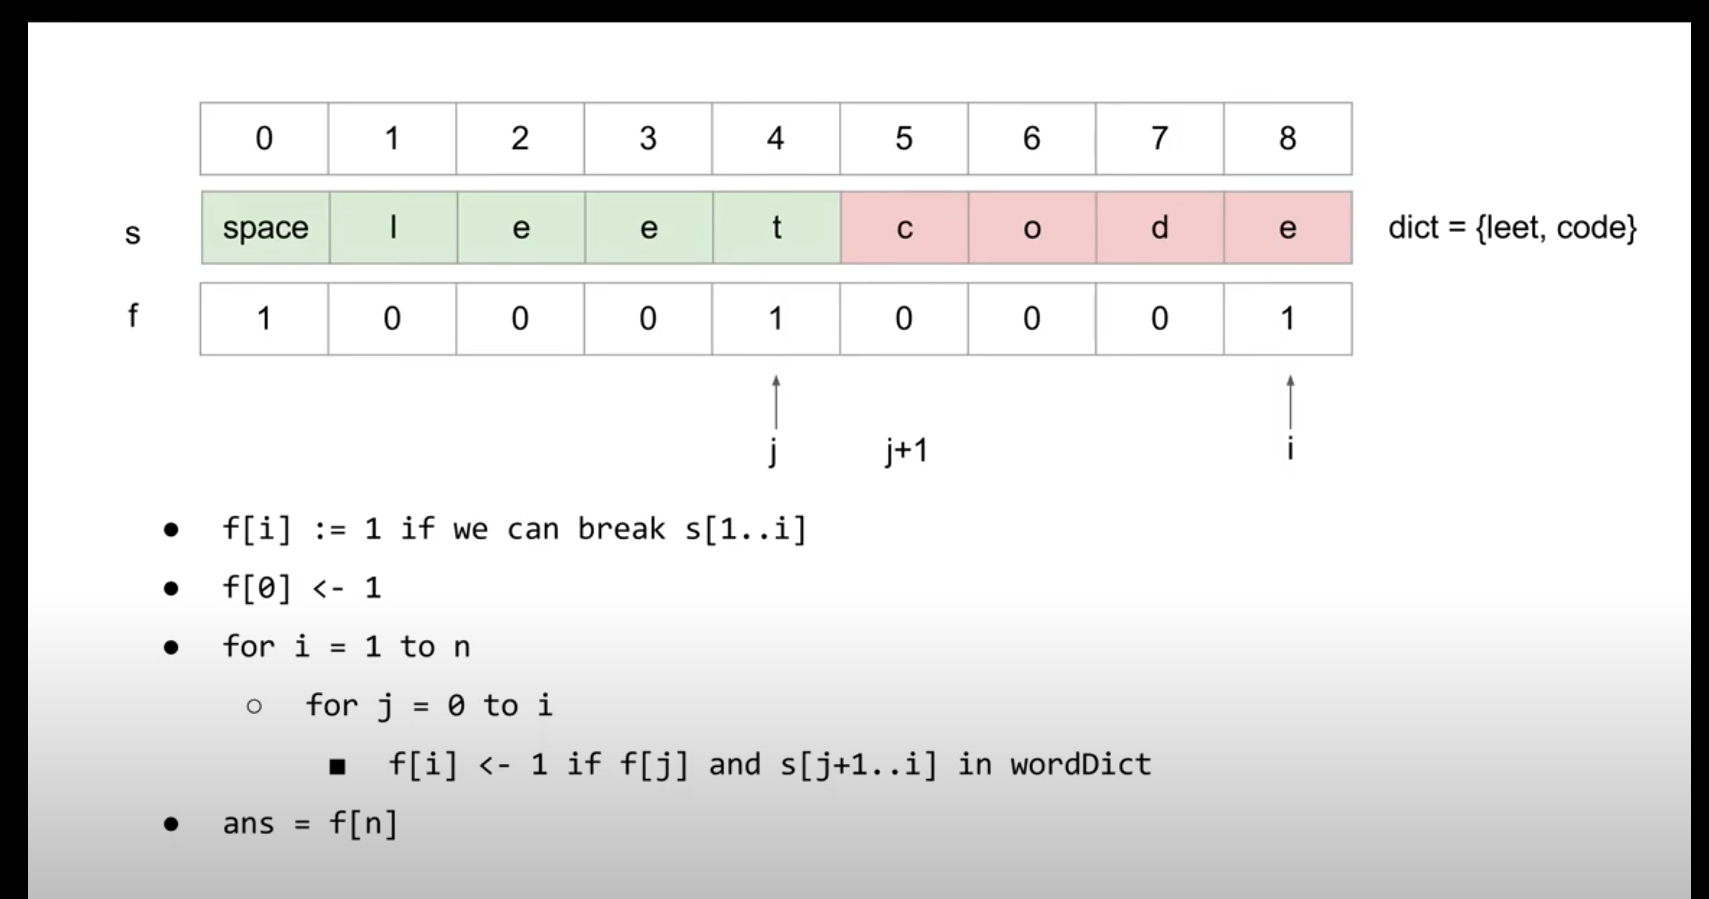 0 1 2 3 4 5 6 7 8
s space l e e t c o d e dict = {leet, code}
f 1 0 0 0 1 0 0 0 1
j j+1 i
● f[i] := 1 if we can break s[1..i]
● f[0] <- 1
● for i = 1 to n
○ for j = 0 to i
■ f[i] <- 1 if f[j] and s[j+1..i] in wordDict
● ans = f[n]